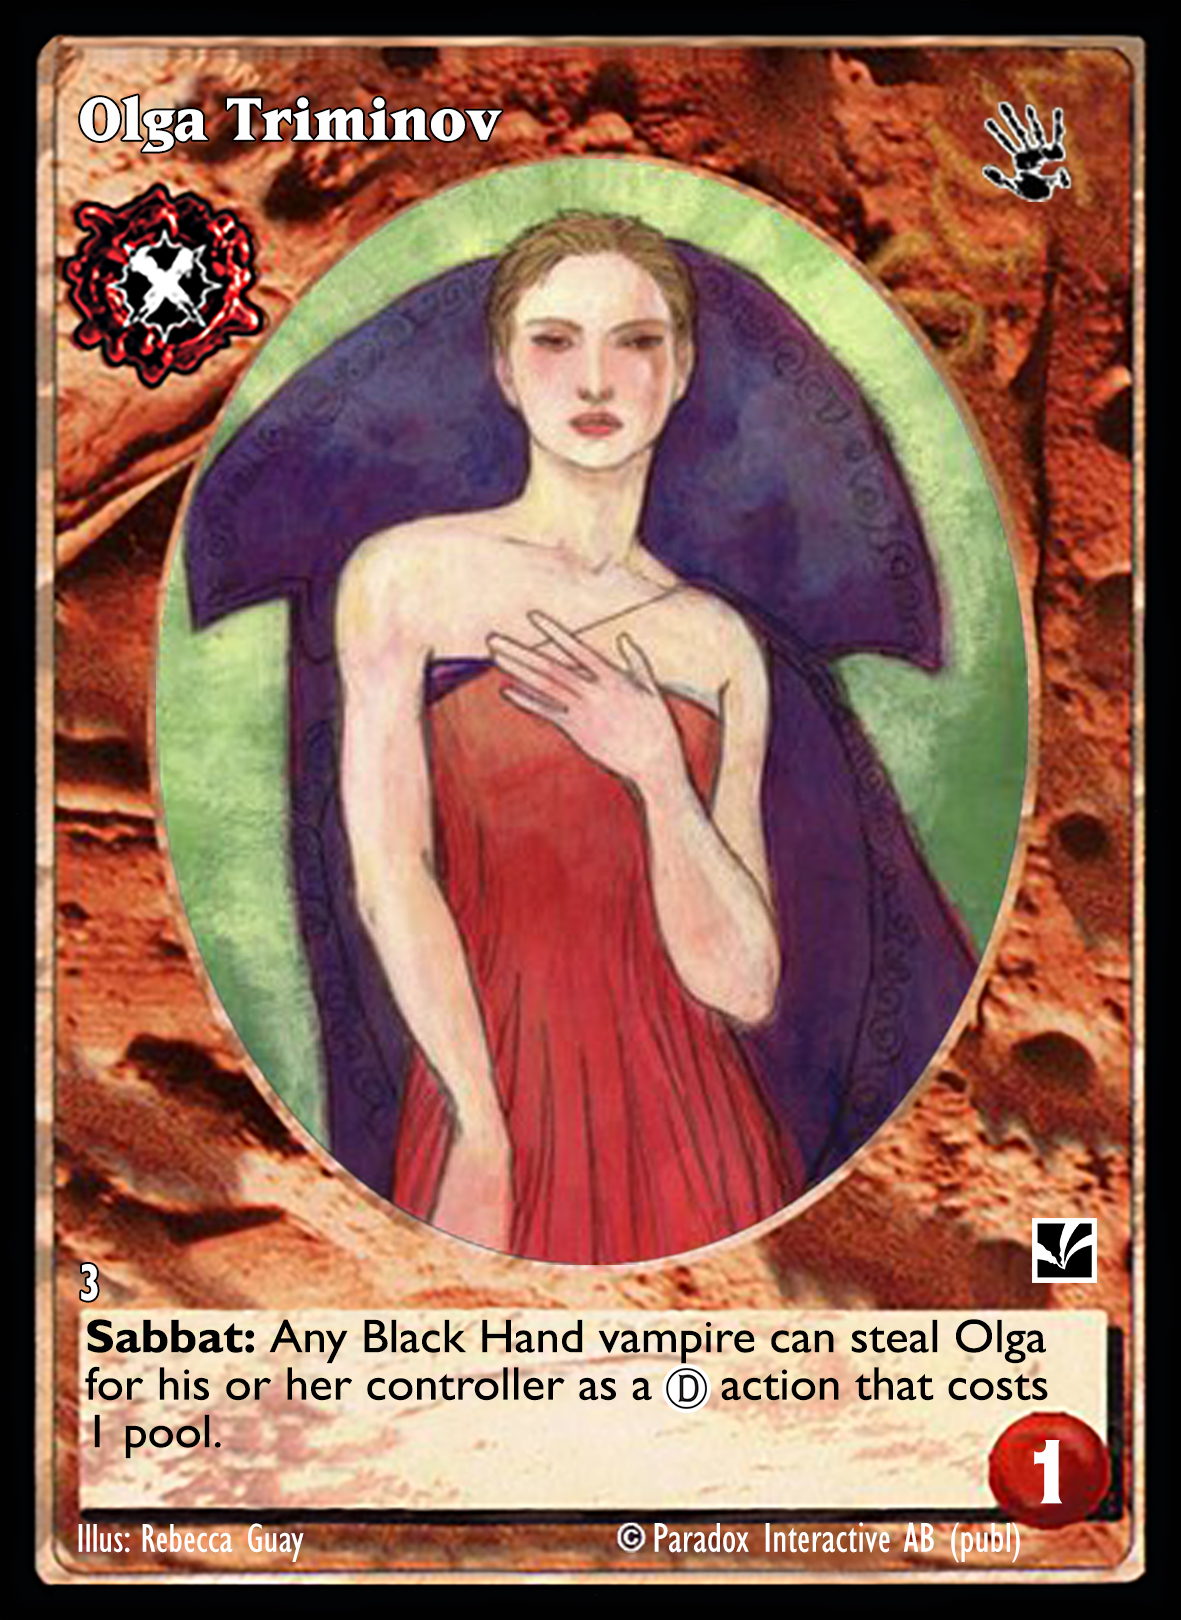 Olga Triminov
3
Sabbat: Any Black Hand vampire can steal Olga
for his or her controller as a Ⓓ action that costs
1 pool.
1
Illus: Rebecca Guay
© Paradox Interactive AB (publ)